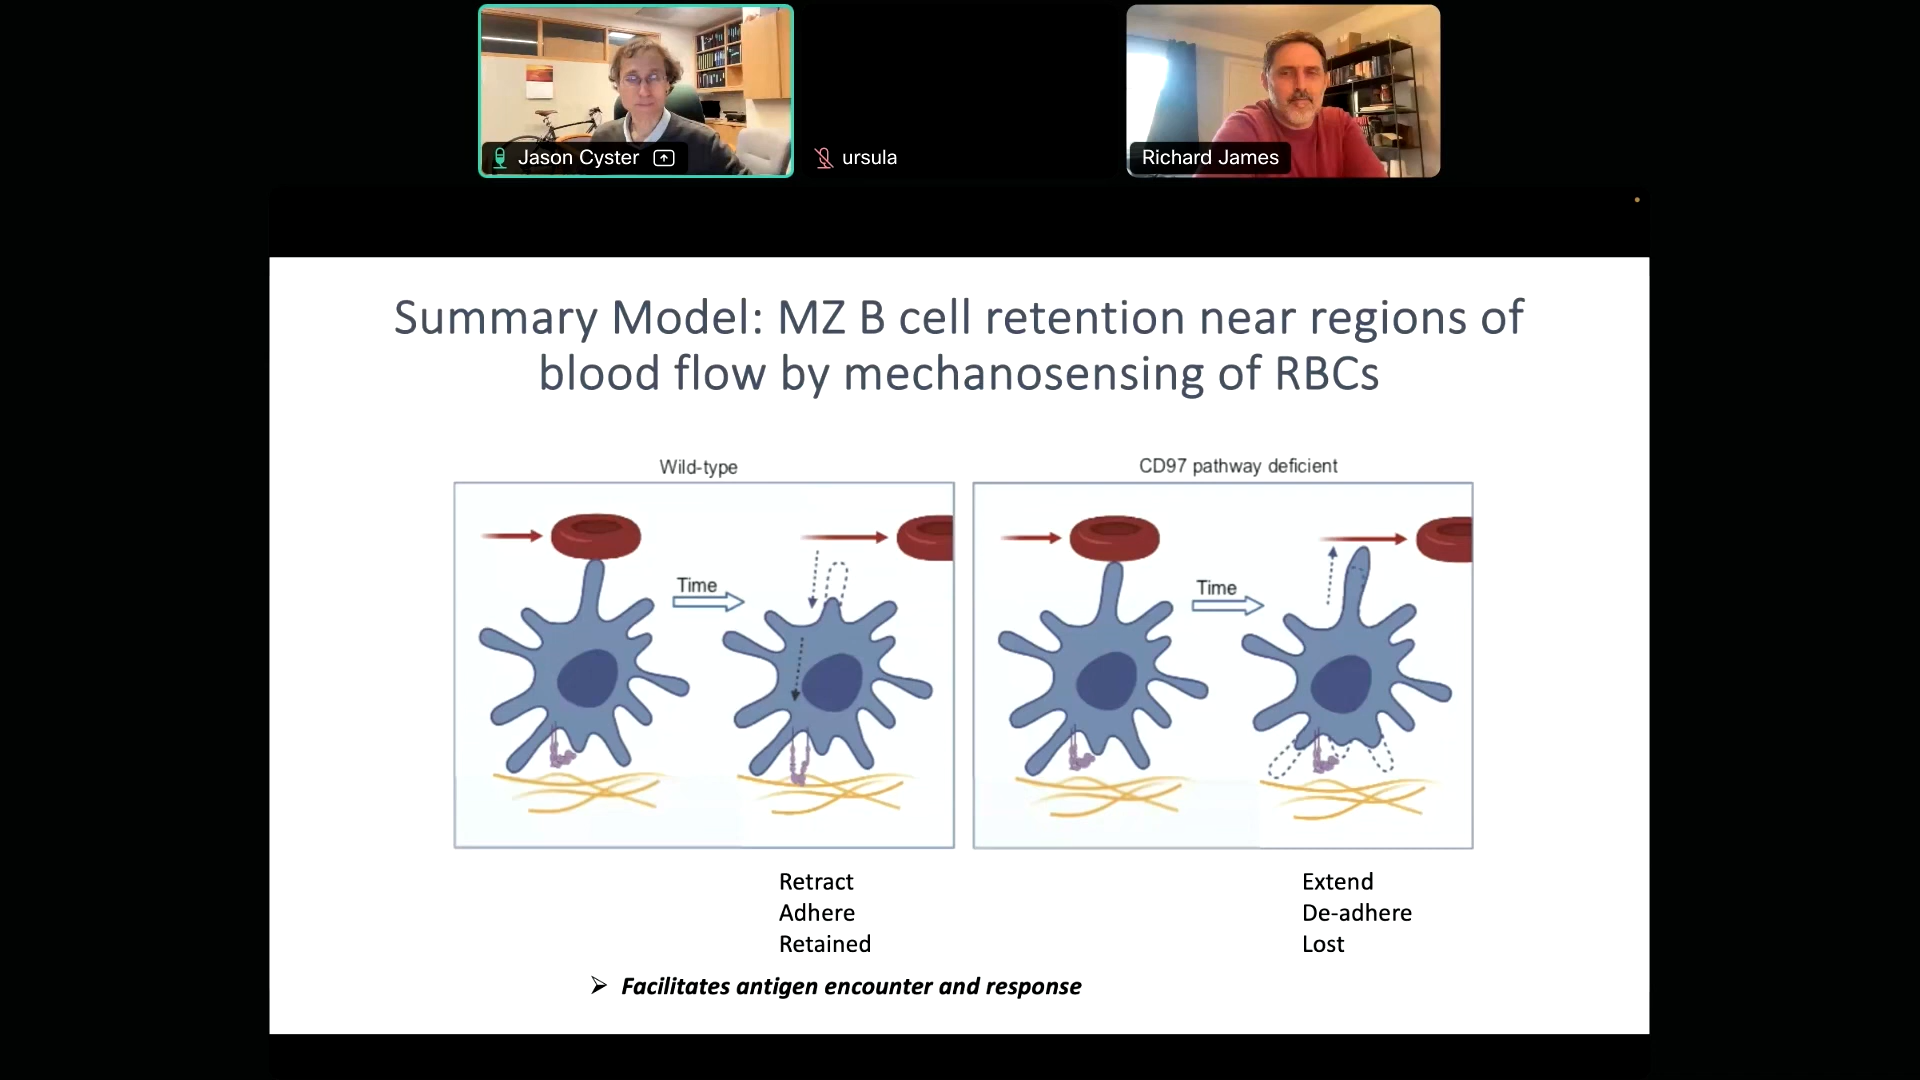 Jason Cyster
ursula
Richard James
Summary Model: MZ B cell retention near regions of
blood flow by mechanosensing of RBCs
Wild-type
CD97 pathway deficient
Time
Time
Retract
Adhere
Retained
Extend
De-adhere
Lost
➢ Facilitates antigen encounter and response